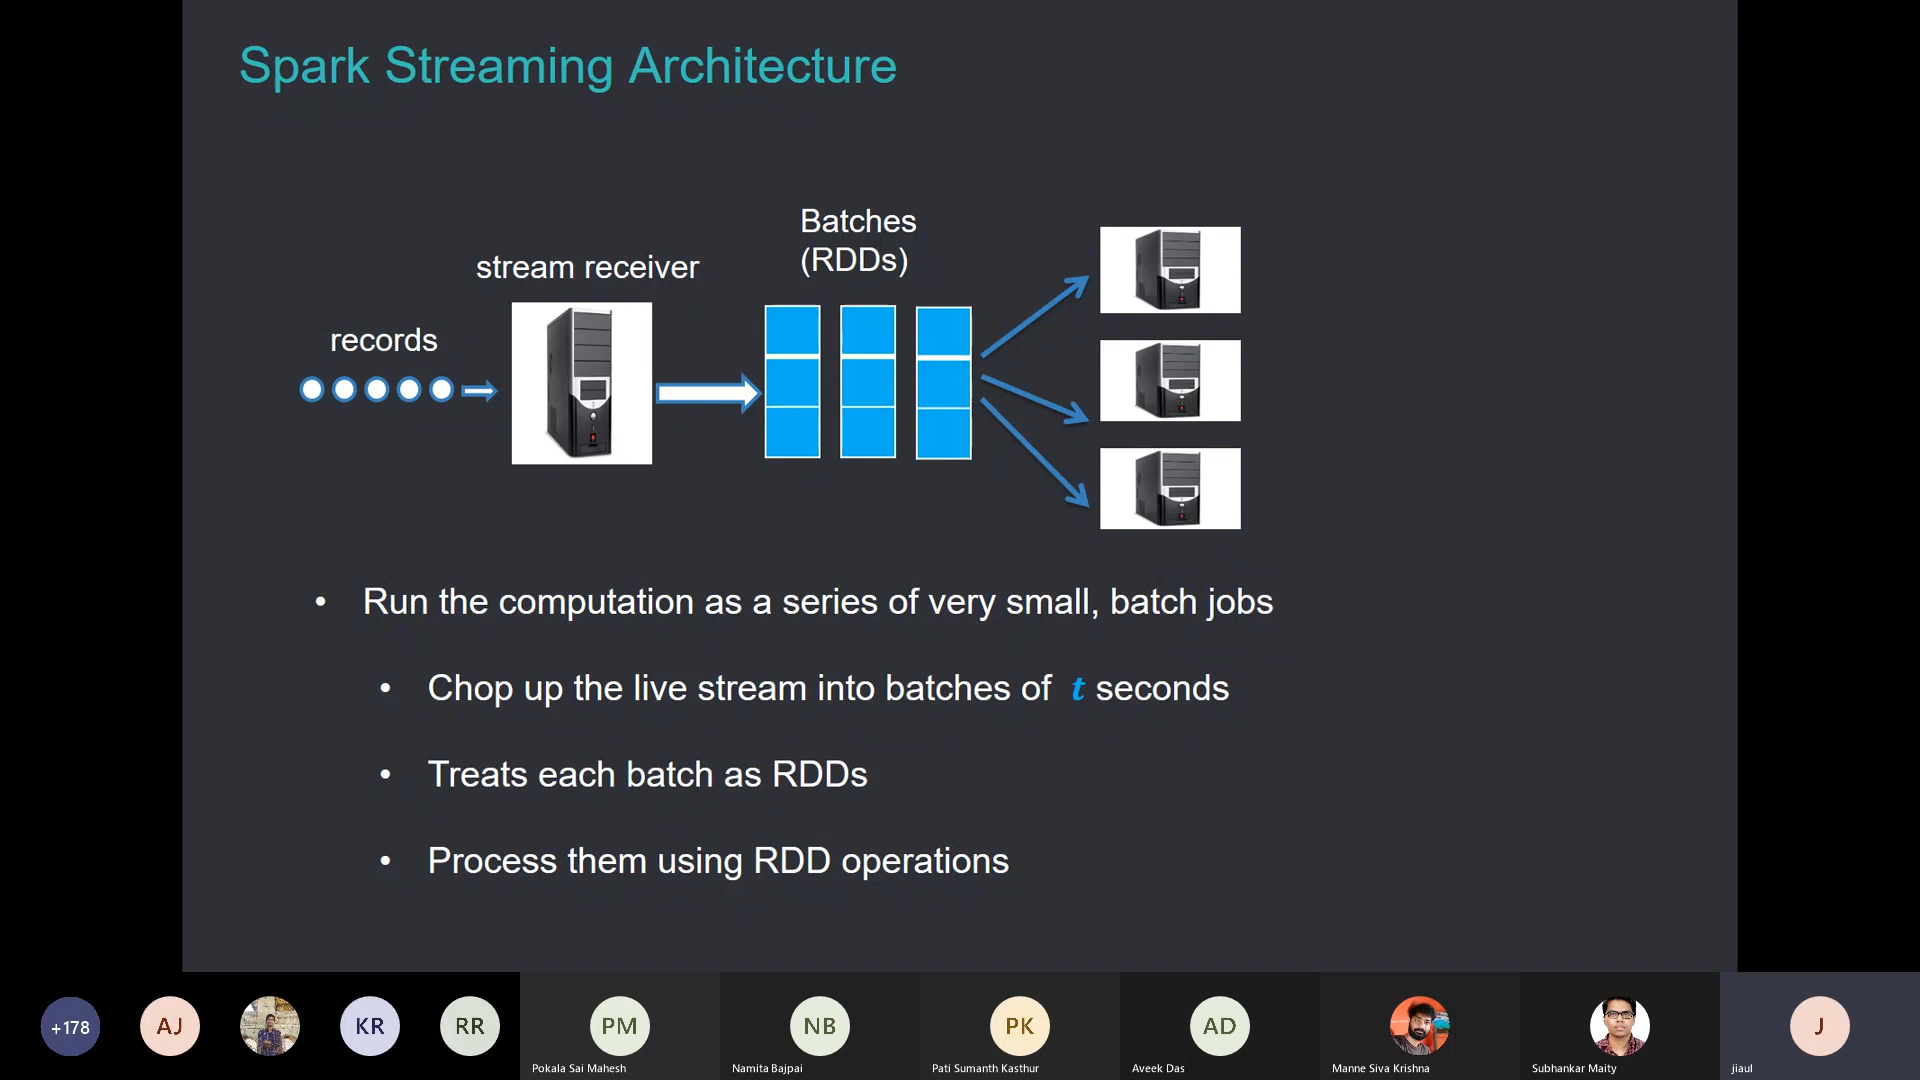 Spark Streaming Architecture
Batches
(RDDs)
stream receiver
records
• Run the computation as a series of very small, batch jobs
• Chop up the live stream into batches of t seconds
• Treats each batch as RDDs
• Process them using RDD operations
+178
AJ
KR
RR
PM
NB
PK
AD
J
Pokala Sai Mahesh
Namita Bajpai
Pati Sumanth Kasthur
Aveek Das
Manne Siva Krishna
Subhankar Maity
jiaul